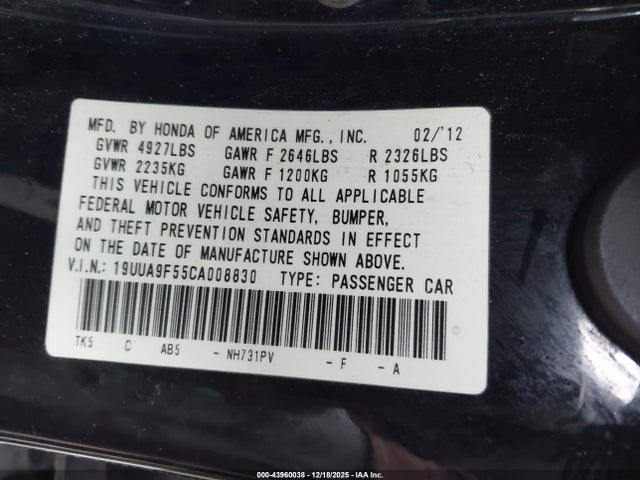 MFD. BY HONDA OF AMERICA MFG., INC. 02/'12
GVWR 4927LBS GAWR F 2646LBS R 2326LBS
GVWR 2235KG GAWR F 1200KG R 1055KG
THIS VEHICLE CONFORMS TO ALL APPLICABLE
FEDERAL MOTOR VEHICLE SAFETY, BUMPER,
AND THEFT PREVENTION STANDARDS IN EFFECT
ON THE DATE OF MANUFACTURE SHOWN ABOVE.
V.I.N.: 19UUA9F55CA008830 TYPE: PASSENGER CAR
TK5 C AB5 - NH731PV - F - A
000-43960038 - 12/18/2025 - IAA Inc.